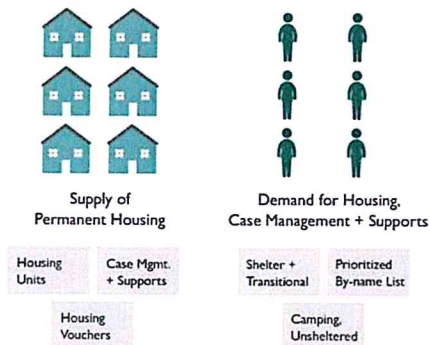 Supply of
Permanent Housing
Demand for Housing,
Case Management + Supports
Housing
Units
Case Mgmt.
+ Supports
Housing
Vouchers
Shelter +
Transitional
Prioritized
By-name List
Camping,
Unsheltered